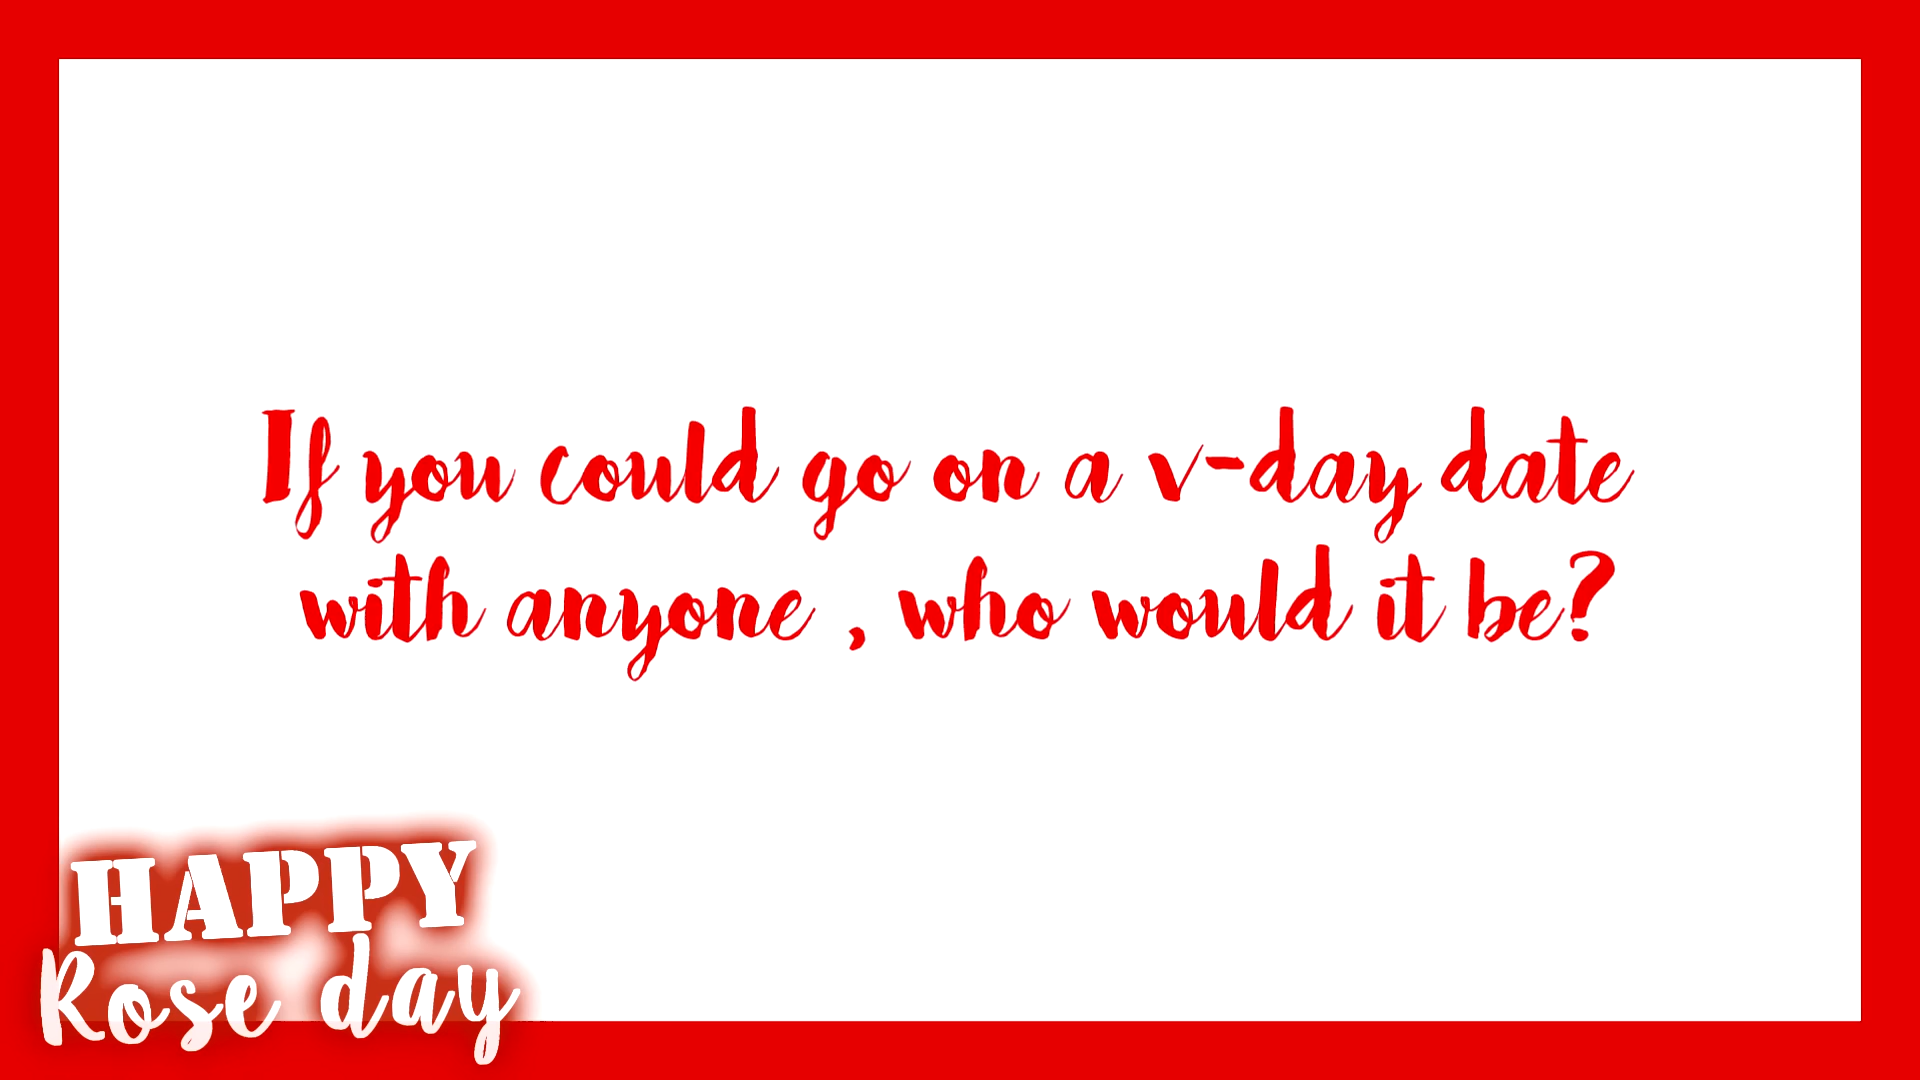 If you could go on a v-day date
with anyone , who would it be?
HAPPY
Rose day